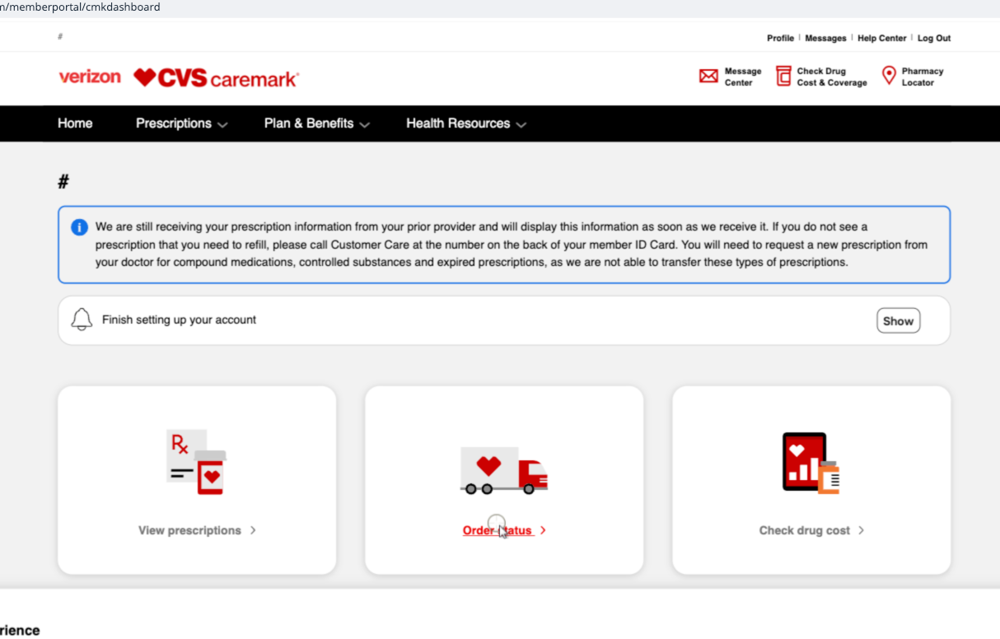 m/memberportal/cmkdashboard
#
Profile | Messages | Help Center | Log Out
verizon CVS caremark
Message Center
Check Drug Cost & Coverage
Pharmacy Locator
Home Prescriptions Plan & Benefits Health Resources
#
We are still receiving your prescription information from your prior provider and will display this information as soon as we receive it. If you do not see a
prescription that you need to refill, please call Customer Care at the number on the back of your member ID Card. You will need to request a new prescription from
your doctor for compound medications, controlled substances and expired prescriptions, as we are not able to transfer these types of prescriptions.
Finish setting up your account
Show
Rx
View prescriptions >
Order status >
Check drug cost >
rience